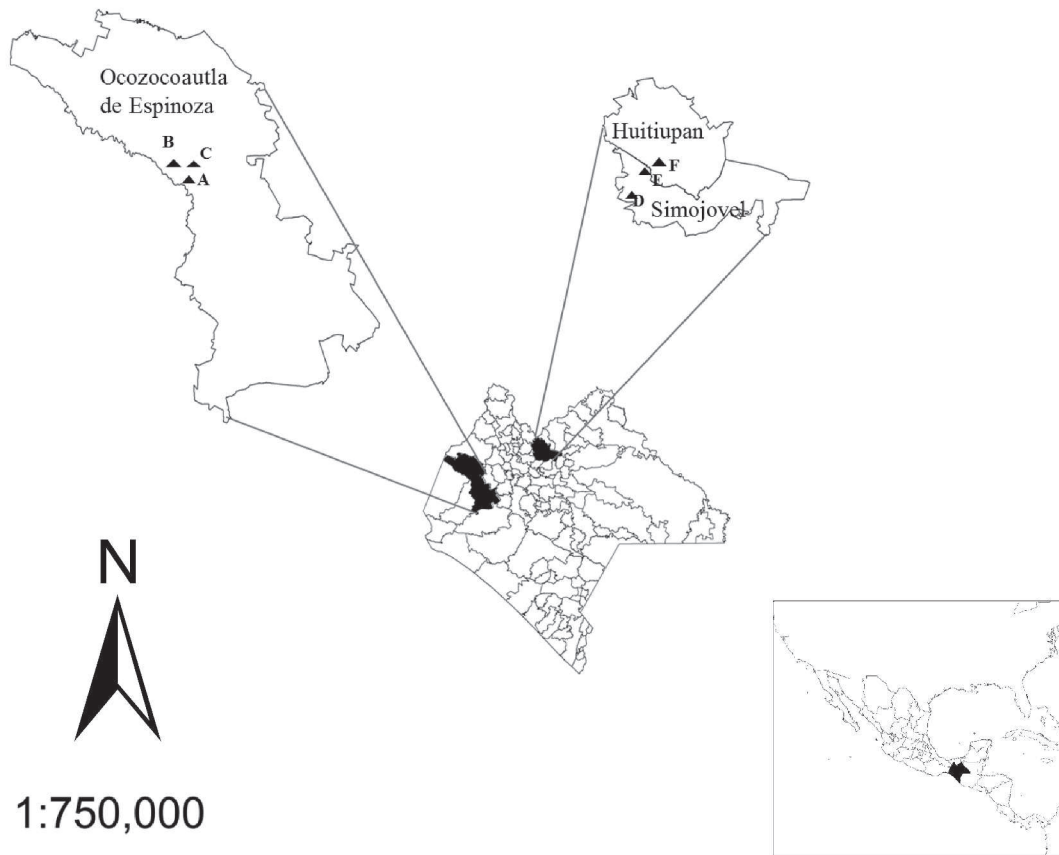 Ocozocoautla
de Espinoza
B
C
A
Huitiupan
F
E
D
Simojovel
N
1:750,000